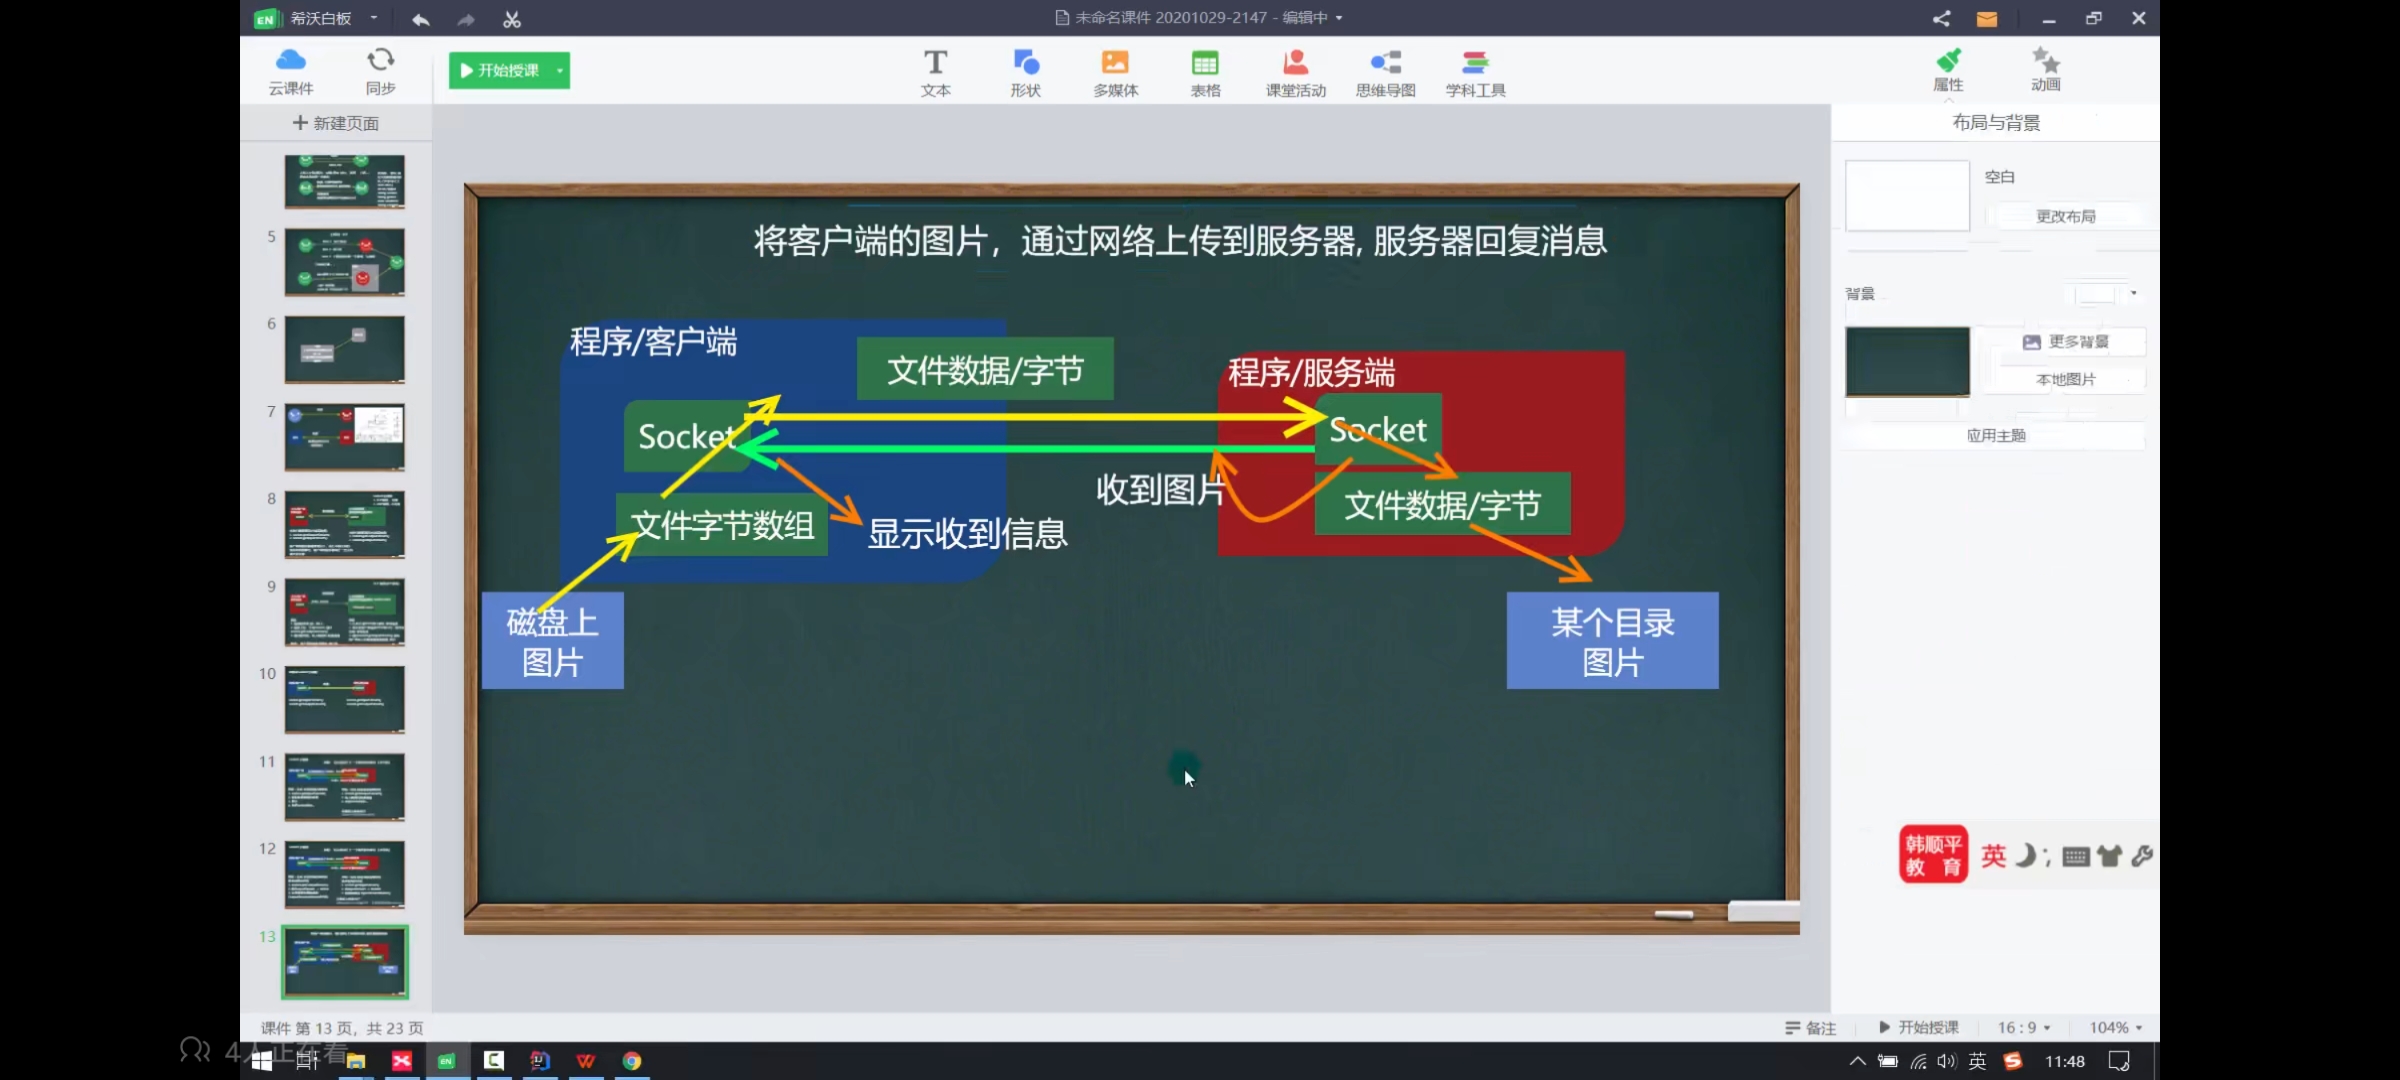 EN 希沃白板
未命名课件 20201029-2147 - 编辑中
云课件
同步
开始授课
文本
形状
多媒体
表格
课堂活动
思维导图
学科工具
属性
动画
+ 新建页面
布局与背景
空白
更改布局
背景
更多背景
本地图片
应用主题
5
6
7
8
9
10
11
12
13
将客户端的图片，通过网络上传到服务器, 服务器回复消息
程序/客户端
文件数据/字节
程序/服务端
Socket
Socket
收到图片
文件数据/字节
文件字节数组
显示收到信息
磁盘上
图片
某个目录
图片
韩顺平
教 育
英
课件 第 13 页，共 23 页
备注
开始授课
16 : 9
104%
4人正在看
EN
英
11:48